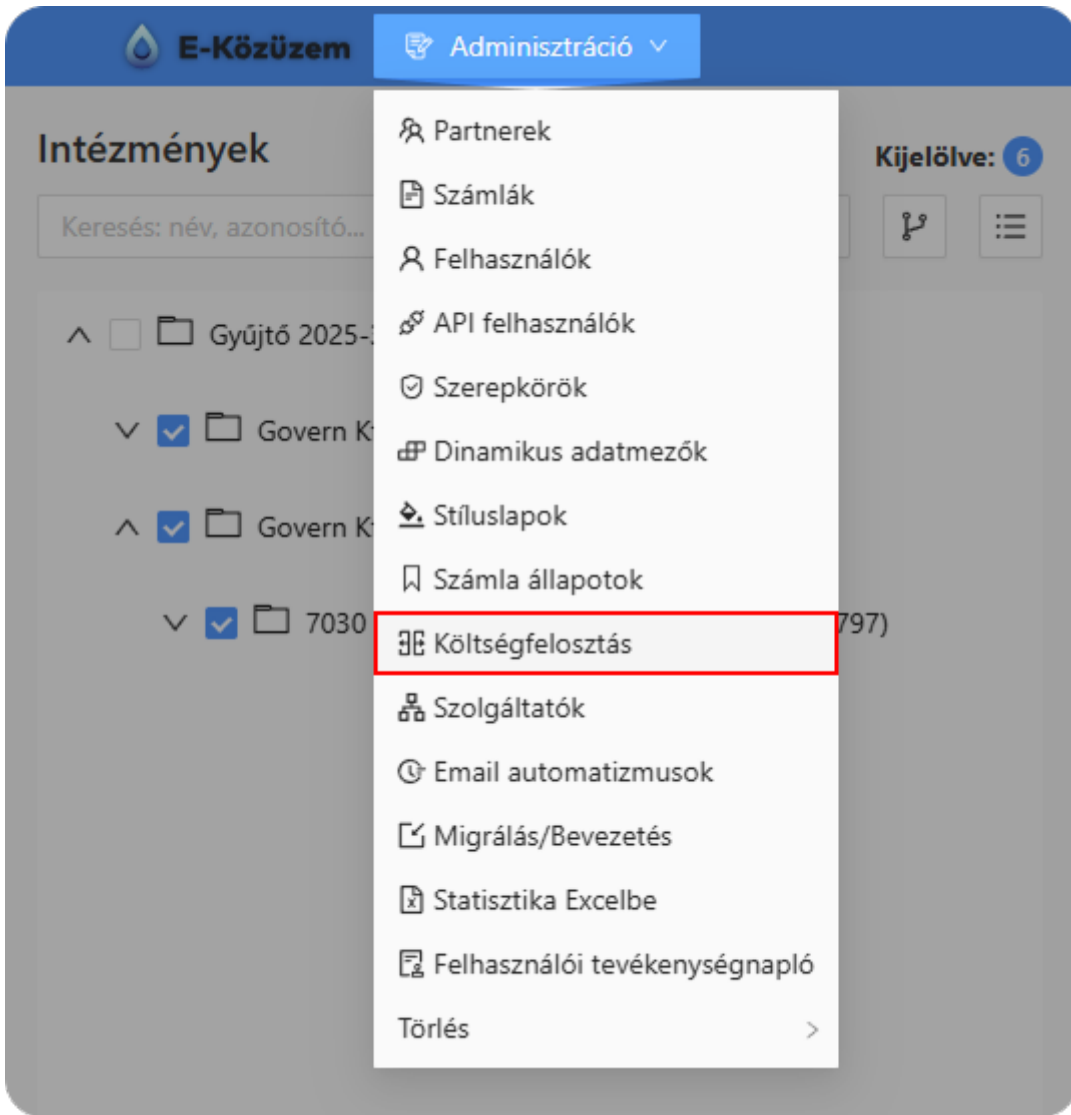 E-Közüzem
Adminisztráció
Intézmények
Kijelölve: 6
Keresés: név, azonosító...
Gyűjtő 2025-
Govern K
Govern K
7030
797)
Partnerek
Számlák
Felhasználók
API felhasználók
Szerepkörök
Dinamikus adatmezők
Stíluslapok
Számla állapotok
Költségfelosztás
Szolgáltatók
Email automatizmusok
Migrálás/Bevezetés
Statisztika Excelbe
Felhasználói tevékenységnapló
Törlés